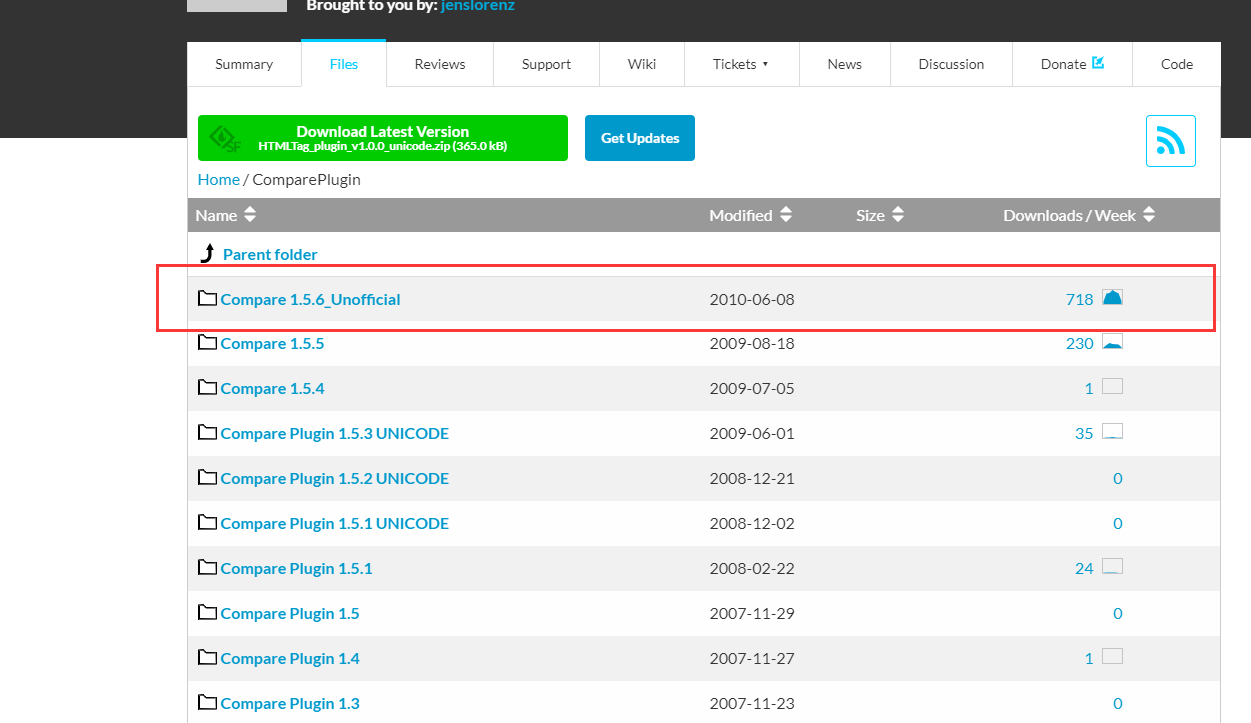 Brought to you by: jenslorenz
Summary Files Reviews Support Wiki Tickets ▾ News Discussion Donate Code
Download Latest Version
SF HTMLTag_plugin_v1.0.0_unicode.zip (365.0 kB)
Get Updates
Home / ComparePlugin
Name Modified Size Downloads / Week
Parent folder
Compare 1.5.6_Unofficial 2010-06-08 718
Compare 1.5.5 2009-08-18 230
Compare 1.5.4 2009-07-05 1
Compare Plugin 1.5.3 UNICODE 2009-06-01 35
Compare Plugin 1.5.2 UNICODE 2008-12-21 0
Compare Plugin 1.5.1 UNICODE 2008-12-02 0
Compare Plugin 1.5.1 2008-02-22 24
Compare Plugin 1.5 2007-11-29 0
Compare Plugin 1.4 2007-11-27 1
Compare Plugin 1.3 2007-11-23 0